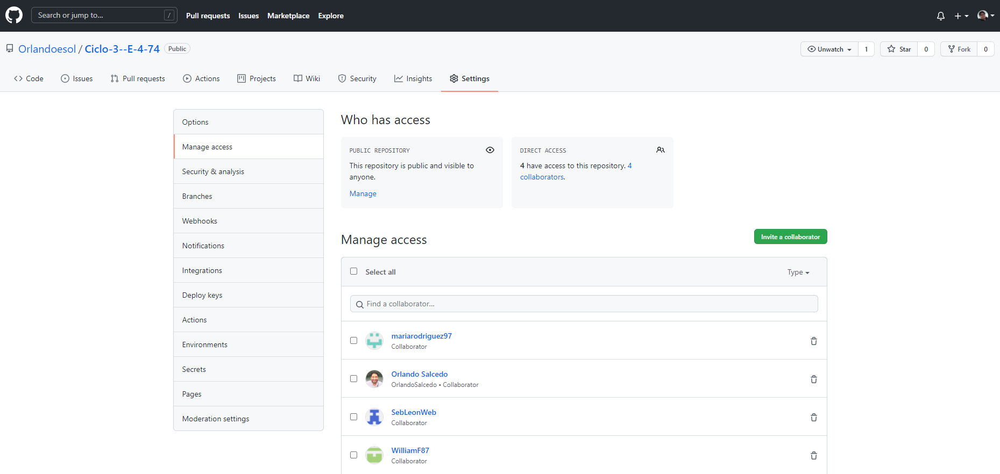 Search or jump to... /
Pull requests Issues Marketplace Explore
Orlandoesol / Ciclo-3--E-4-74 Public
Unwatch 1 Star 0 Fork 0
Code Issues Pull requests Actions Projects Wiki Security Insights Settings
Options
Manage access
Security & analysis
Branches
Webhooks
Notifications
Integrations
Deploy keys
Actions
Environments
Secrets
Pages
Moderation settings
Who has access
PUBLIC REPOSITORY
This repository is public and visible to
anyone.
Manage
DIRECT ACCESS
4 have access to this repository. 4
collaborators.
Manage access
Invite a collaborator
Select all
Type
Find a collaborator...
mariarodriguez97
Collaborator
Orlando Salcedo
OrlandoSalcedo • Collaborator
SebLeonWeb
Collaborator
WilliamF87
Collaborator